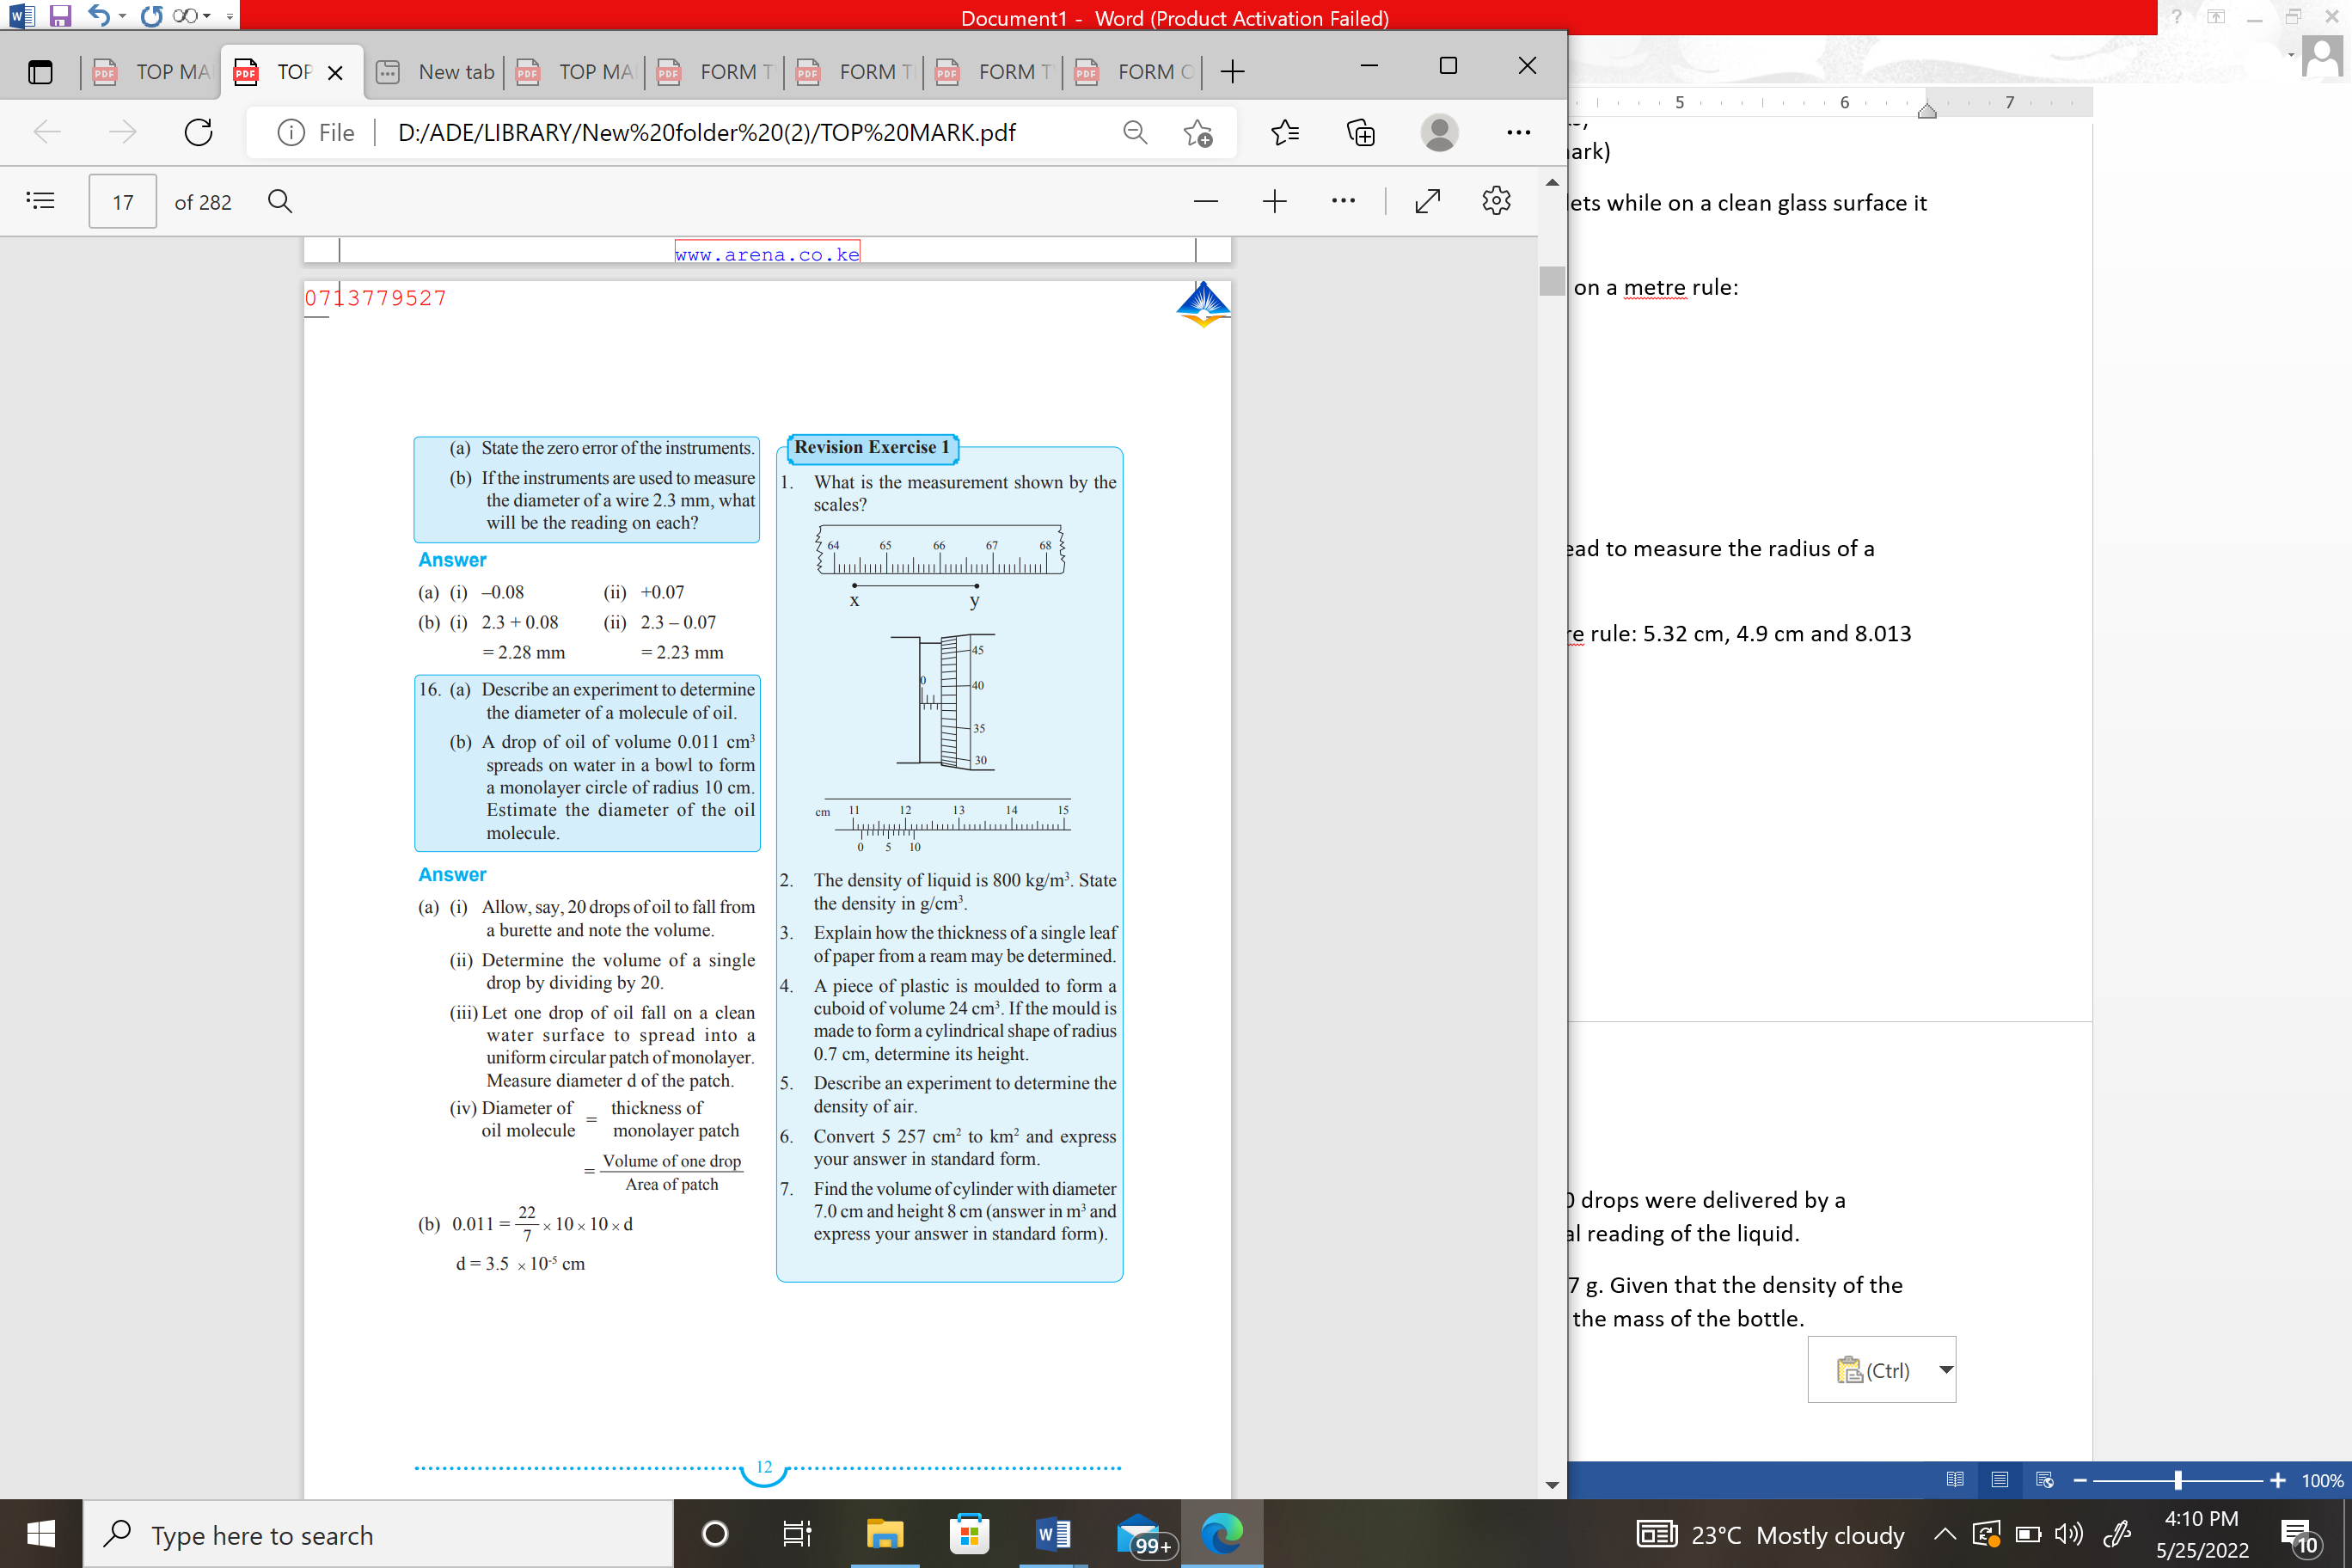 Document1 - Word (Product Activation Failed)
TOP MA
TOP
New tab
TOP MA
FORM T
FORM T
FORM T
FORM O
File
D:/ADE/LIBRARY/New%20folder%20(2)/TOP%20MARK.pdf
17 of 282
www.arena.co.ke
0713779527
(a) State the zero error of the instruments.
(b) If the instruments are used to measure
the diameter of a wire 2.3 mm, what
will be the reading on each?
Answer
(a) (i) –0.08 (ii) +0.07
(b) (i) 2.3 + 0.08 (ii) 2.3 – 0.07
= 2.28 mm = 2.23 mm
16. (a) Describe an experiment to determine
the diameter of a molecule of oil.
(b) A drop of oil of volume 0.011 cm³
spreads on water in a bowl to form
a monolayer circle of radius 10 cm.
Estimate the diameter of the oil
molecule.
Answer
(a) (i) Allow, say, 20 drops of oil to fall from
a burette and note the volume.
(ii) Determine the volume of a single
drop by dividing by 20.
(iii) Let one drop of oil fall on a clean
water surface to spread into a
uniform circular patch of monolayer.
Measure diameter d of the patch.
(iv) Diameter of = thickness of
oil molecule monolayer patch
= Volume of one drop
Area of patch
(b) 0.011 = 22/7 × 10 × 10 × d
d = 3.5 × 10⁻⁵ cm
Revision Exercise 1
1. What is the measurement shown by the
scales?
64 65 66 67 68
x y
45
0
40
35
30
cm 11 12 13 14 15
0 5 10
2. The density of liquid is 800 kg/m³. State
the density in g/cm³.
3. Explain how the thickness of a single leaf
of paper from a ream may be determined.
4. A piece of plastic is moulded to form a
cuboid of volume 24 cm³. If the mould is
made to form a cylindrical shape of radius
0.7 cm, determine its height.
5. Describe an experiment to determine the
density of air.
6. Convert 5 257 cm² to km² and express
your answer in standard form.
7. Find the volume of cylinder with diameter
7.0 cm and height 8 cm (answer in m³ and
express your answer in standard form).
12
5 6 7
ark)
lets while on a clean glass surface it
on a metre rule:
ead to measure the radius of a
re rule: 5.32 cm, 4.9 cm and 8.013
0 drops were delivered by a
al reading of the liquid.
7 g. Given that the density of the
the mass of the bottle.
(Ctrl)
100%
Type here to search
99+
23°C Mostly cloudy
4:10 PM
5/25/2022
10